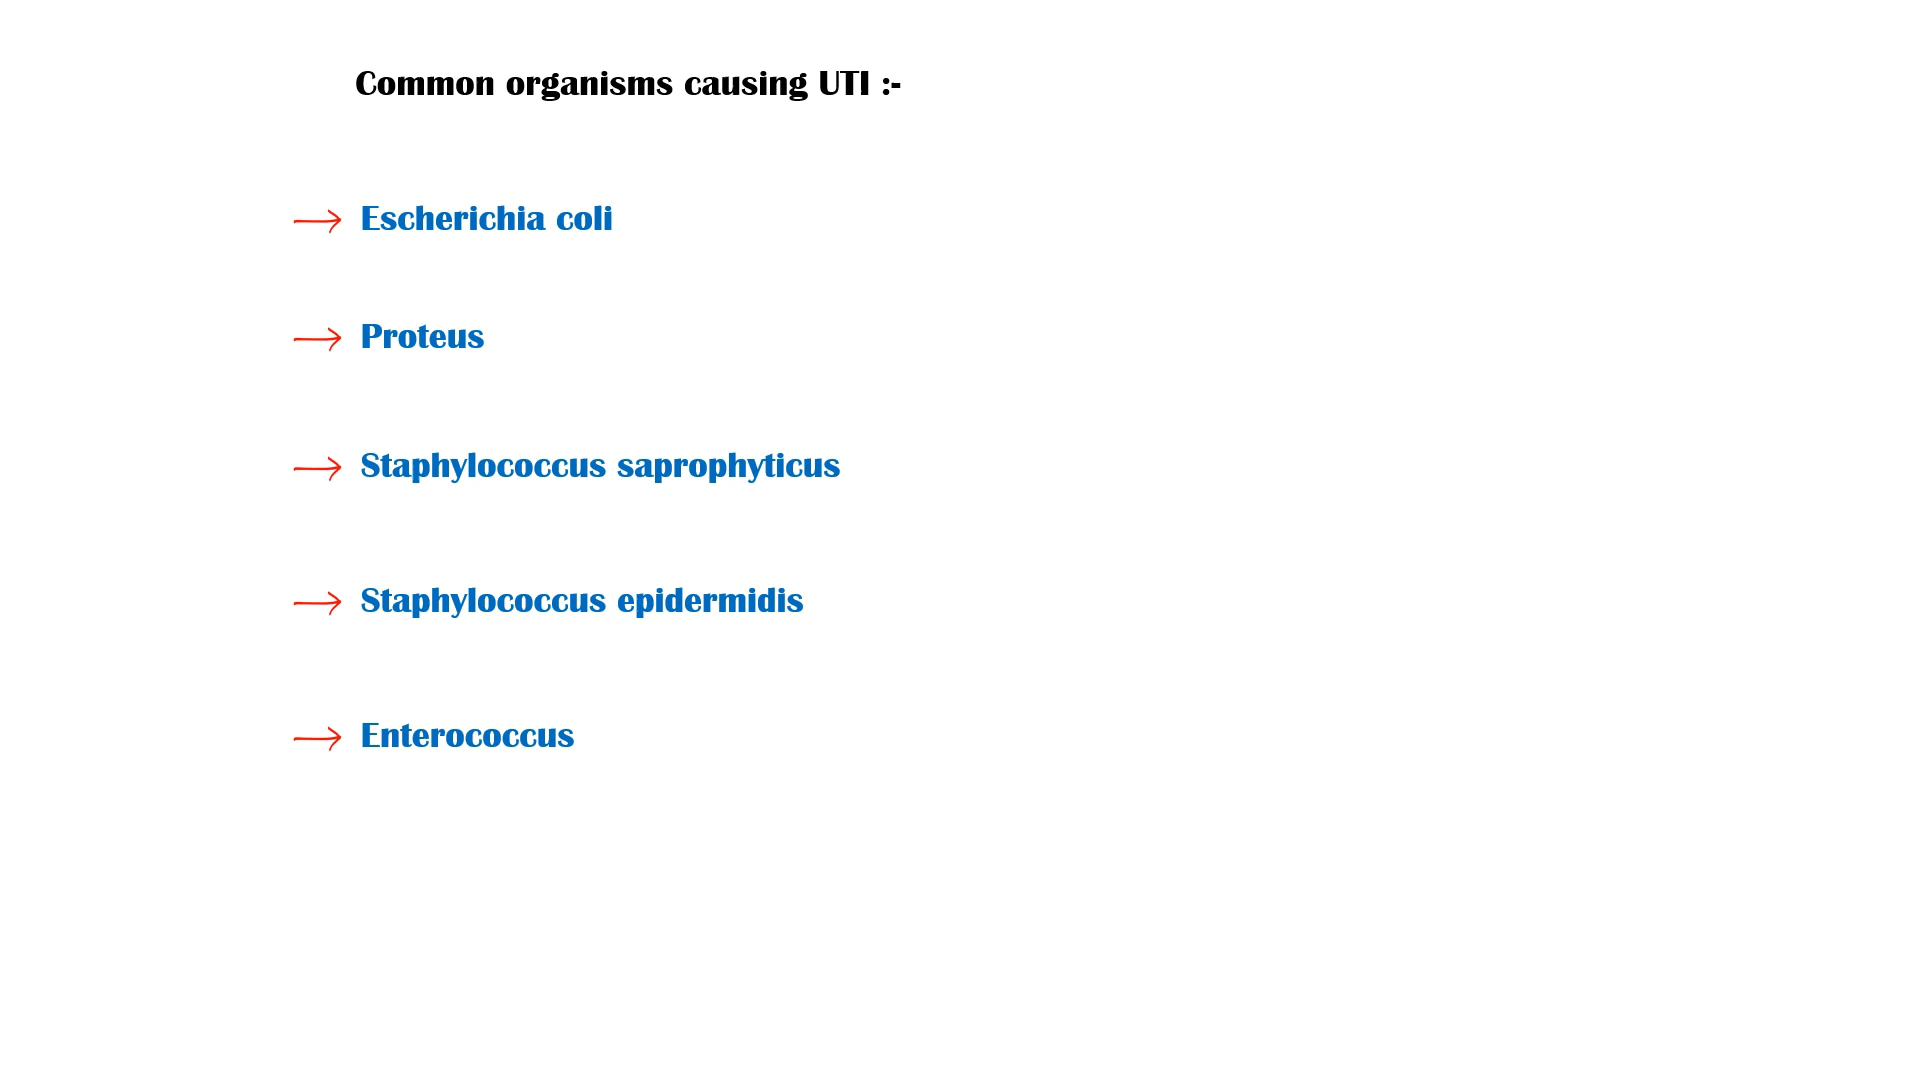 Common organisms causing UTI :-
→ Escherichia coli
→ Proteus
→ Staphylococcus saprophyticus
→ Staphylococcus epidermidis
→ Enterococcus